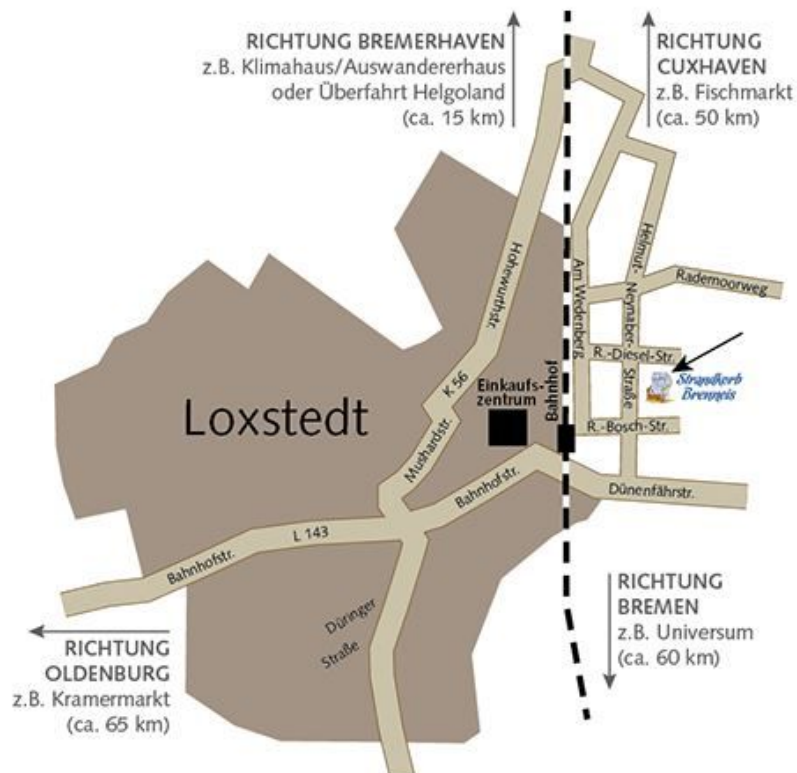 RICHTUNG BREMERHAVEN
z.B. Klimahaus/Auswandererhaus
oder Überfahrt Helgoland
(ca. 15 km)
RICHTUNG
CUXHAVEN
z.B. Fischmarkt
(ca. 50 km)
Hohewurthstr.
Am Wedenberg
Helmut-
Neynaber-
Straße
Rademoorweg
R.-Diesel-Str.
Strandkorb
Brenneis
K 56
Einkaufs-
zentrum
Bahnhof
Loxstedt
Mushardstr.
R.-Bosch-Str.
Bahnhofstr.
Dünenfährstr.
L 143
Bahnhofstr.
Düringer
Straße
RICHTUNG
BREMEN
z.B. Universum
(ca. 60 km)
RICHTUNG
OLDENBURG
z.B. Kramermarkt
(ca. 65 km)